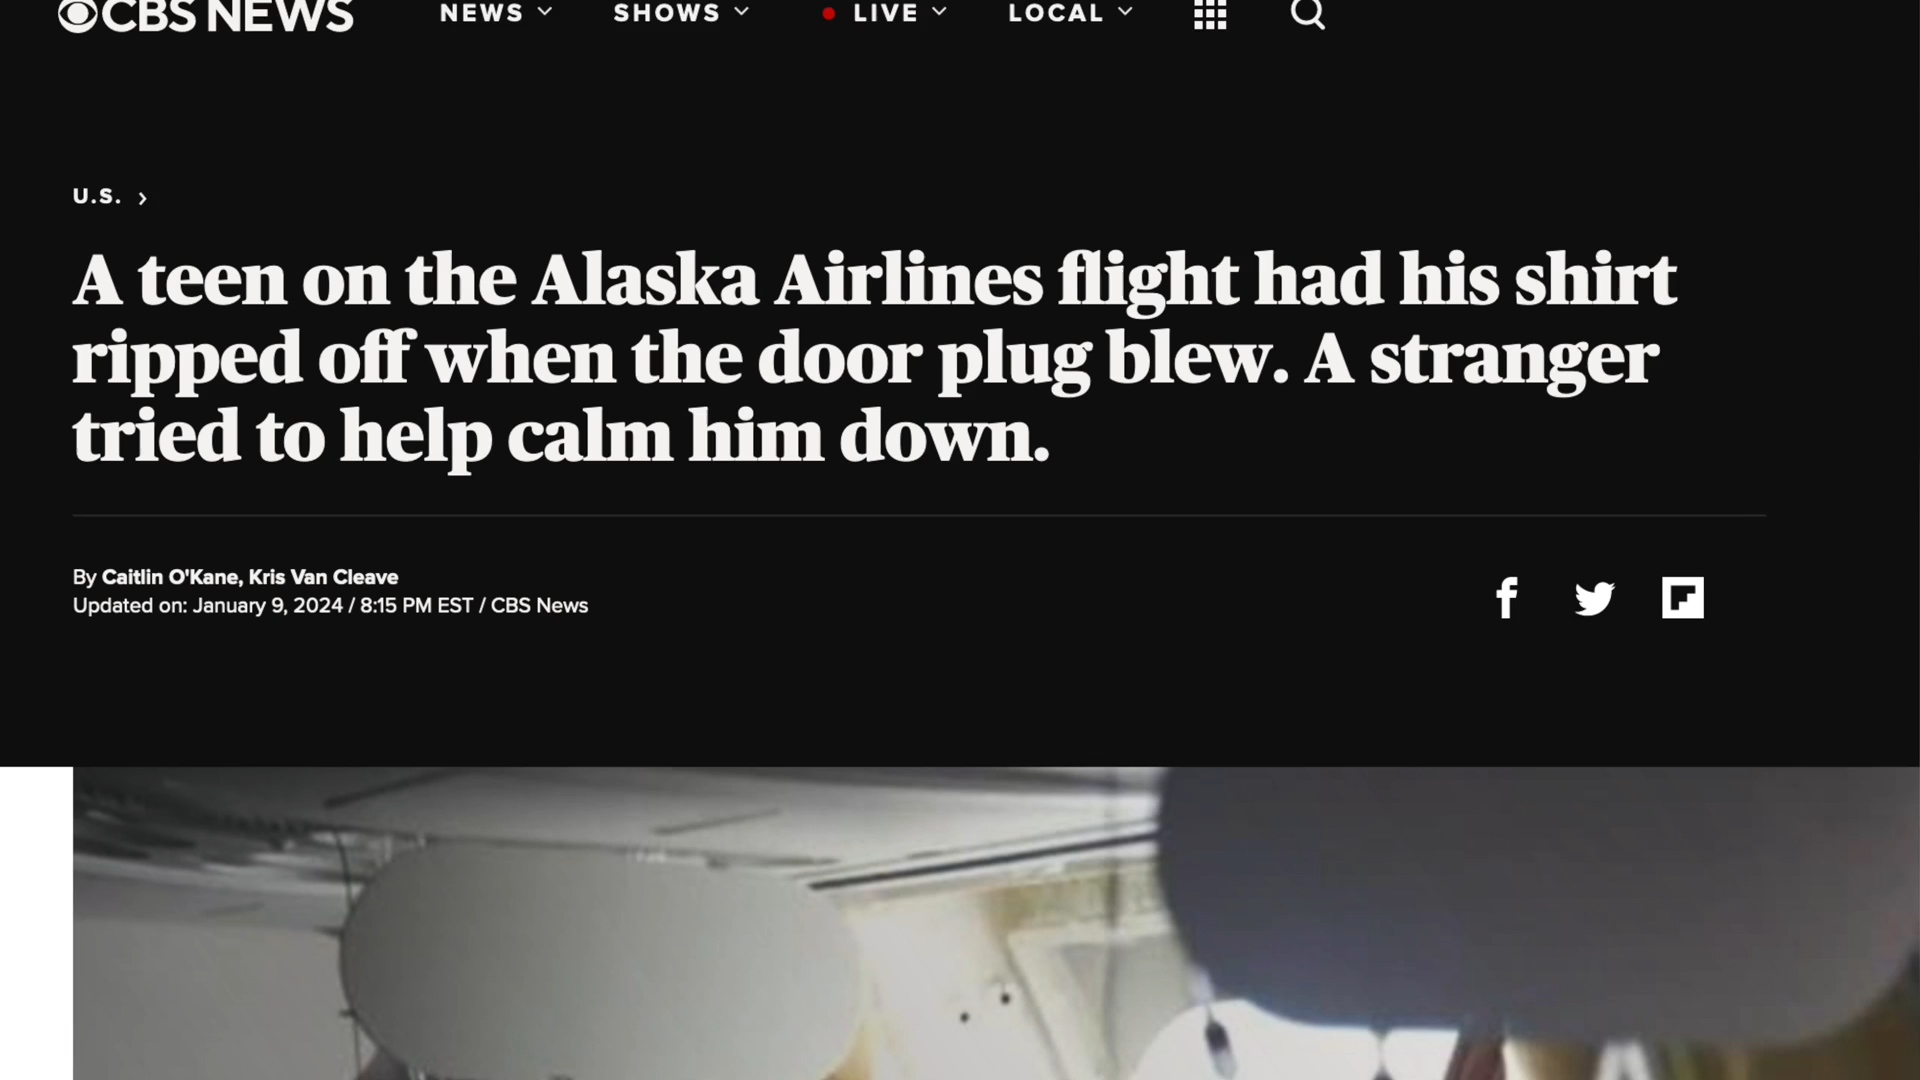 CBS NEWS NEWS SHOWS LIVE LOCAL
U.S.
A teen on the Alaska Airlines flight had his shirt
ripped off when the door plug blew. A stranger
tried to help calm him down.
By Caitlin O'Kane, Kris Van Cleave
Updated on: January 9, 2024 / 8:15 PM EST / CBS News